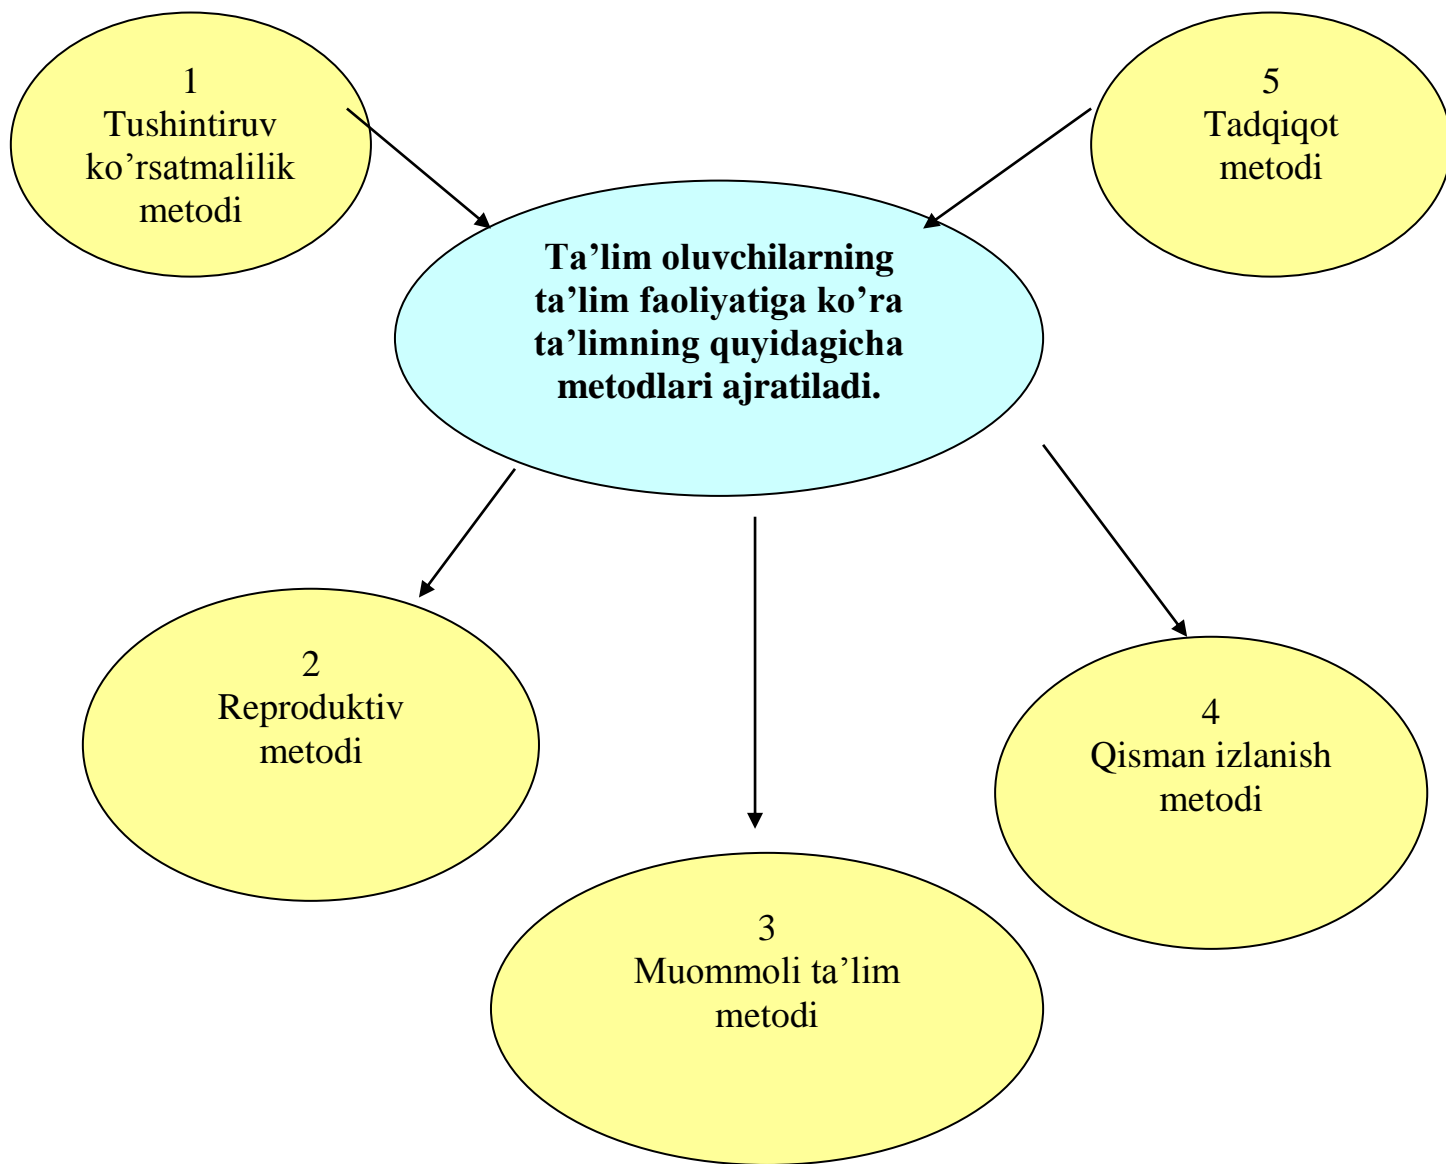 1
Tushintiruv
ko’rsatmalilik
metodi
5
Tadqiqot
metodi
Ta’lim oluvchilarning
ta’lim faoliyatiga ko’ra
ta’limning quyidagicha
metodlari ajratiladi.
2
Reproduktiv
metodi
3
Muommoli ta’lim
metodi
4
Qisman izlanish
metodi